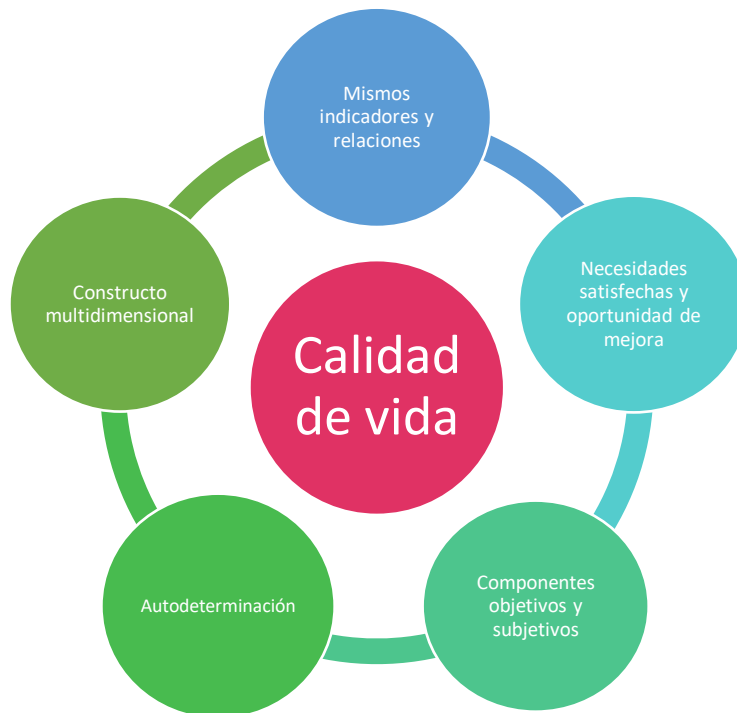 Mismos
indicadores y
relaciones
Necesidades
satisfechas y
oportunidad de
mejora
Componentes
objetivos y
subjetivos
Autodeterminación
Constructo
multidimensional
Calidad
de vida